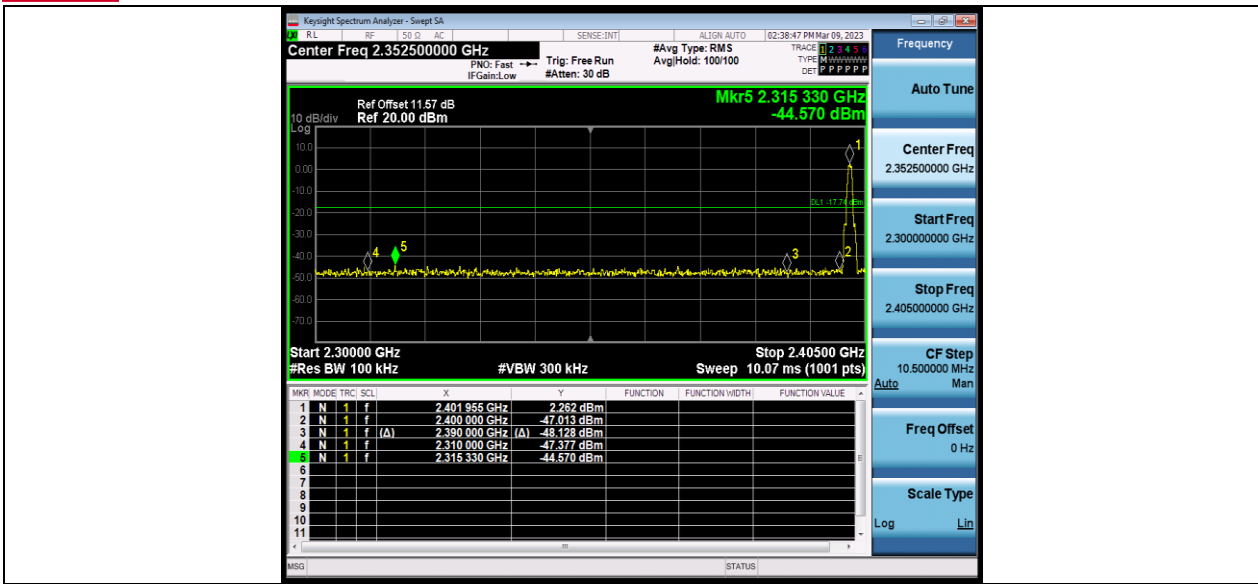 Keysight Spectrum Analyzer - Swept SA
RL RF 50 Ω AC SENSE:INT ALIGN AUTO 02:38:47 PM Mar 09, 2023
Center Freq 2.352500000 GHz
PNO: Fast
IFGain:Low
Trig: Free Run
#Atten: 30 dB
#Avg Type: RMS
Avg|Hold: 100/100
TRACE 1 2 3 4 5 6
TYPE M W W W W W
DET P P P P P P
Frequency
Ref Offset 11.57 dB
10 dB/div Ref 20.00 dBm
Log
Mkr5 2.315 330 GHz
-44.570 dBm
10.0
0.00
-10.0
-20.0
-30.0
-40.0
-50.0
-60.0
-70.0
1
DL1 -17.74 dBm
4
5
3
2
Start 2.30000 GHz Stop 2.40500 GHz
#Res BW 100 kHz #VBW 300 kHz Sweep 10.07 ms (1001 pts)
MKR MODE TRC SCL X Y FUNCTION FUNCTION WIDTH FUNCTION VALUE
1 N 1 f 2.401 955 GHz 2.262 dBm
2 N 1 f 2.400 000 GHz -47.013 dBm
3 N 1 f (Δ) 2.390 000 GHz (Δ) -48.128 dBm
4 N 1 f 2.310 000 GHz -47.377 dBm
5 N 1 f 2.315 330 GHz -44.570 dBm
6
7
8
9
10
11
MSG STATUS
Auto Tune
Center Freq
2.352500000 GHz
Start Freq
2.300000000 GHz
Stop Freq
2.405000000 GHz
CF Step
10.500000 MHz
Auto Man
Freq Offset
0 Hz
Scale Type
Log Lin